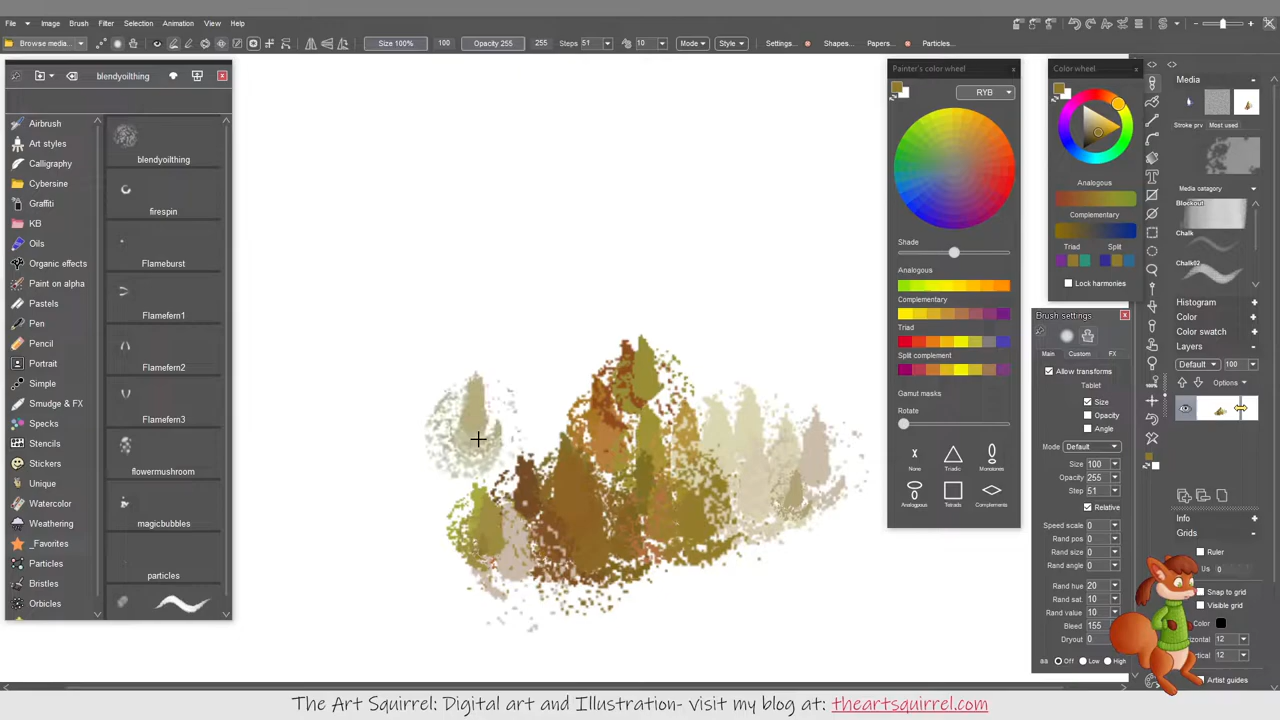 File Image Brush Filter Selection Animation View Help
Browse media... Size 100% 100 Opacity 255 255 Steps 51 10 Mode Style Settings... Shapes... Papers... Particles...
blendyoilthing
Airbrush
Art styles
Calligraphy
Cybersine
Graffiti
KB
Oils
Organic effects
Paint on alpha
Pastels
Pen
Pencil
Portrait
Simple
Smudge & FX
Specks
Stencils
Stickers
Unique
Watercolor
Weathering
_Favorites
Particles
Bristles
Orbicles
blendyoilthing
firespin
Flameburst
Flamefern1
Flamefern2
Flamefern3
flowermushroom
magicbubbles
particles
Painter's color wheel x
RYB
Shade
Analogous
Complementary
Triad
Split complement
Gamut masks
Rotate
None Triadic
Analogous Tetrads Complements
Color wheel x
Analogous
Complementary
Triad Split
Lock harmonies
Brush settings
Main Custom FX
Allow transforms
Tablet
Size
Opacity
Angle
Mode Default
Size 100
Opacity 255
Step 51
Relative
Speed scale 0
Rand pos 0
Rand size 0
Rand angle 0
Rand hue 20
Rand sat. 10
Rand value 10
Bleed 155
Dryout 0
aa Off Low High
Media
Stroke prv Most used
Media catagory
Blockout
Chalk
Chalk02
Histogram
Color
Color swatch
Layers
Default 100
Options
Info
Grids
Ruler
Us 0
Snap to grid
Visible grid
Color
12
12
Artist guides
The Art Squirrel: Digital art and Illustration- visit my blog at: theartsquirrel.com